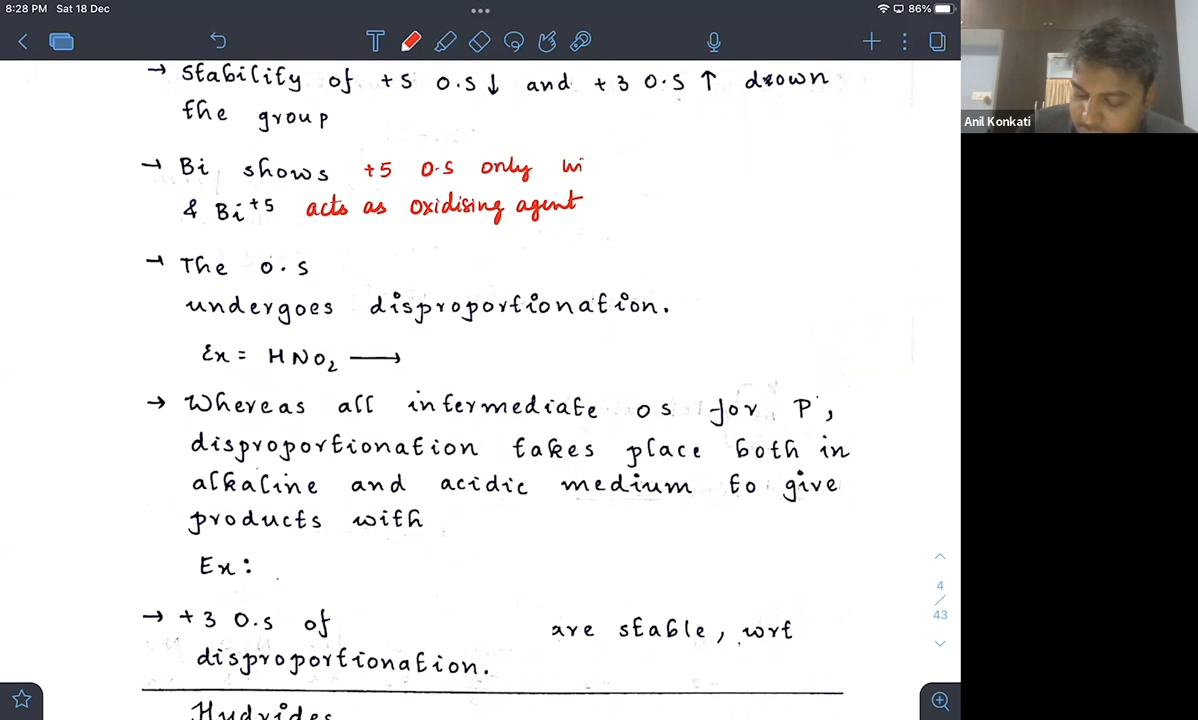 8:28 PM Sat 18 Dec
86%
Anil Konkati
→ Stability of +5 O.S ↓ and +3 O.S ↑ drown
the group
→ Bi shows +5 O.S only in
& Bi+5 acts as oxidising agent
→ The O.S
undergoes disproportionation.
Ex = HNO2 ⟶
→ Whereas all intermediate os for P,
disproportionation takes place both in
alkaline and acidic medium to give
products with
Ex:
→ +3 O.S of are stable, wrt
disproportionation.
Hydrides
4
/
43